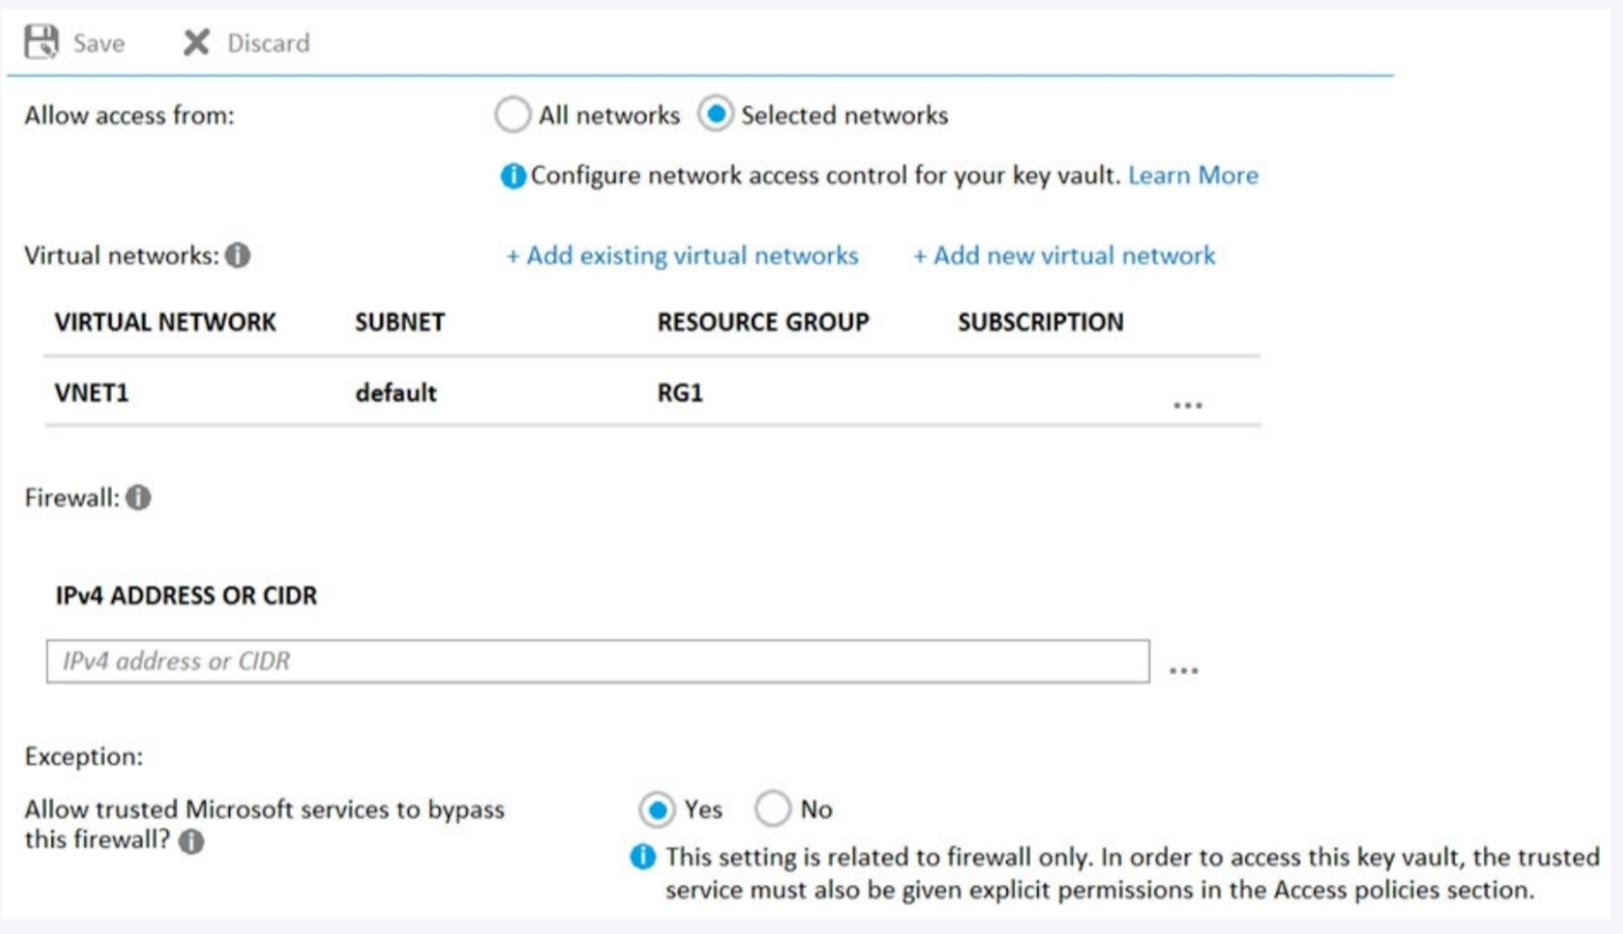 Save Discard
Allow access from: All networks Selected networks
Configure network access control for your key vault. Learn More
Virtual networks: + Add existing virtual networks + Add new virtual network
VIRTUAL NETWORK SUBNET RESOURCE GROUP SUBSCRIPTION
VNET1 default RG1 ...
Firewall:
IPv4 ADDRESS OR CIDR
IPv4 address or CIDR ...
Exception:
Allow trusted Microsoft services to bypass Yes No
this firewall?
This setting is related to firewall only. In order to access this key vault, the trusted
service must also be given explicit permissions in the Access policies section.